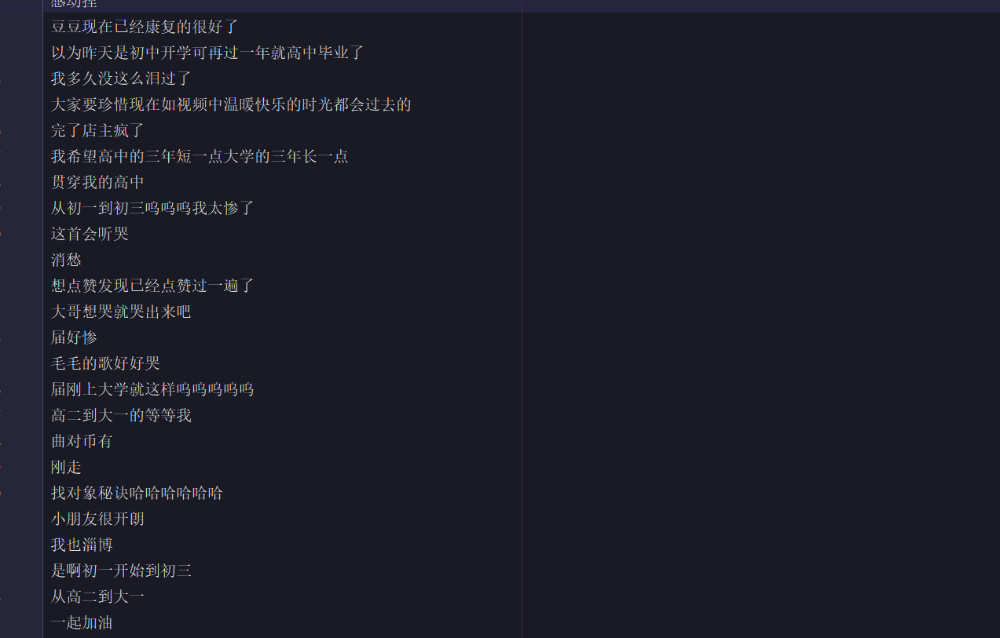 感动挫
豆豆现在已经康复的很好了
以为昨天是初中开学可再过一年就高中毕业了
我多久没这么泪过了
大家要珍惜现在如视频中温暖快乐的时光都会过去的
完了店主疯了
我希望高中的三年短一点大学的三年长一点
贯穿我的高中
从初一到初三呜呜呜我太惨了
这首会听哭
消愁
想点赞发现已经点赞过一遍了
大哥想哭就哭出来吧
届好惨
毛毛的歌好好哭
届刚上大学就这样呜呜呜呜呜
高二到大一的等等我
曲对币有
刚走
找对象秘诀哈哈哈哈哈哈
小朋友很开朗
我也淄博
是啊初一开始到初三
从高二到大一
一起加油